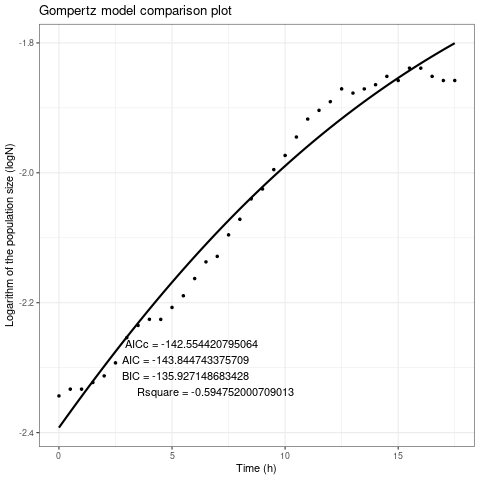 Gompertz model comparison plot
-1.8
-2.0
-2.2
-2.4
Logarithm of the population size (logN)
AICc = -142.554420795064
AIC = -143.844743375709
BIC = -135.927148683428
Rsquare = -0.594752000709013
0 5 10 15
Time (h)